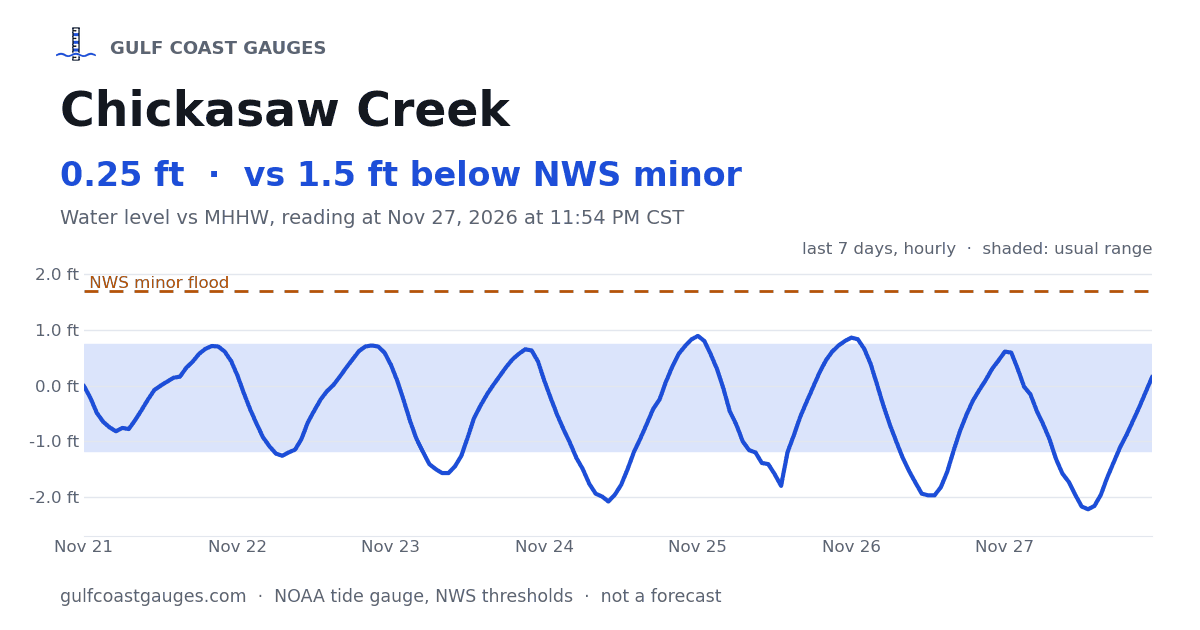 GULF COAST GAUGES
Chickasaw Creek
0.25 ft · vs 1.5 ft below NWS minor
Water level vs MHHW, reading at Nov 27, 2026 at 11:54 PM CST
last 7 days, hourly · shaded: usual range
2.0 ft
NWS minor flood
1.0 ft
0.0 ft
-1.0 ft
-2.0 ft
Nov 21 Nov 22 Nov 23 Nov 24 Nov 25 Nov 26 Nov 27
gulfcoastgauges.com · NOAA tide gauge, NWS thresholds · not a forecast